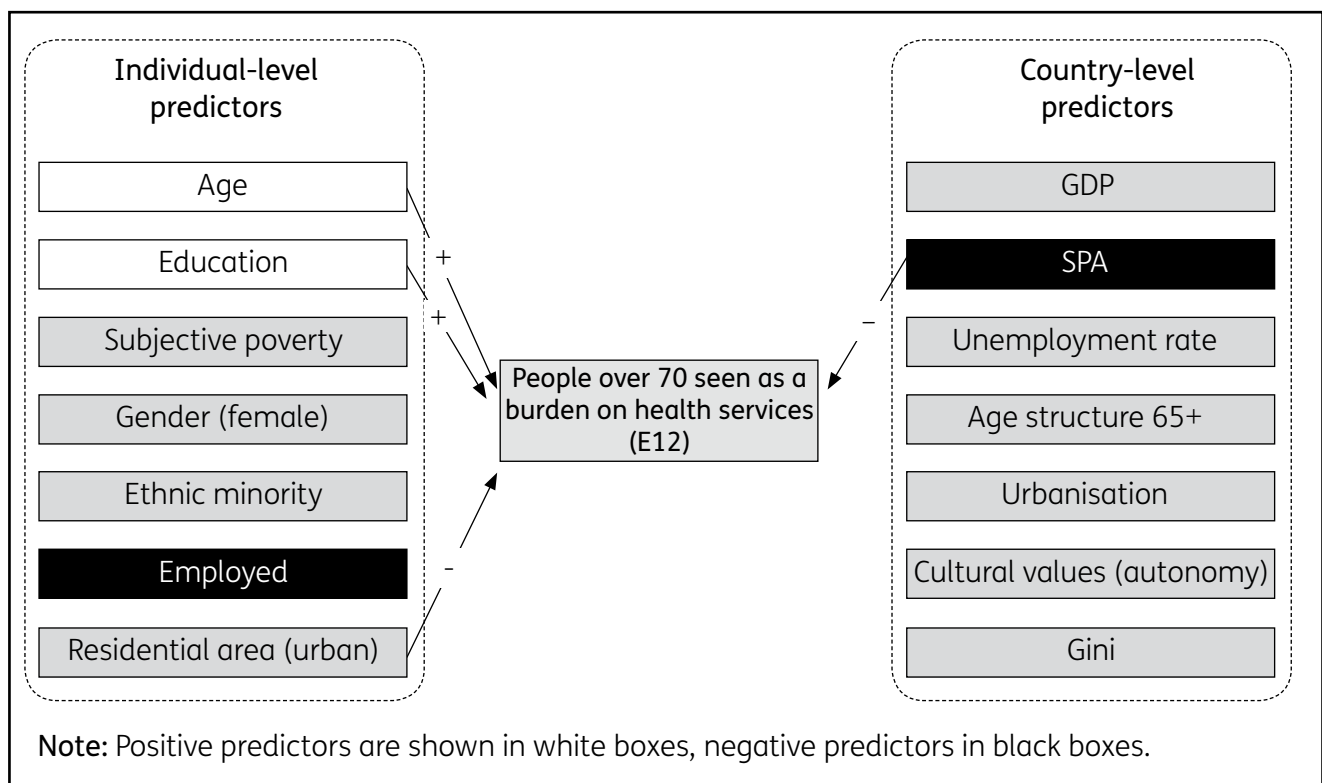 Individual-level
predictors
Age
Education
Subjective poverty
Gender (female)
Ethnic minority
Employed
Residential area (urban)
+
+
-
People over 70 seen as a
burden on health services
(E12)
–
Country-level
predictors
GDP
SPA
Unemployment rate
Age structure 65+
Urbanisation
Cultural values (autonomy)
Gini
Note: Positive predictors are shown in white boxes, negative predictors in black boxes.